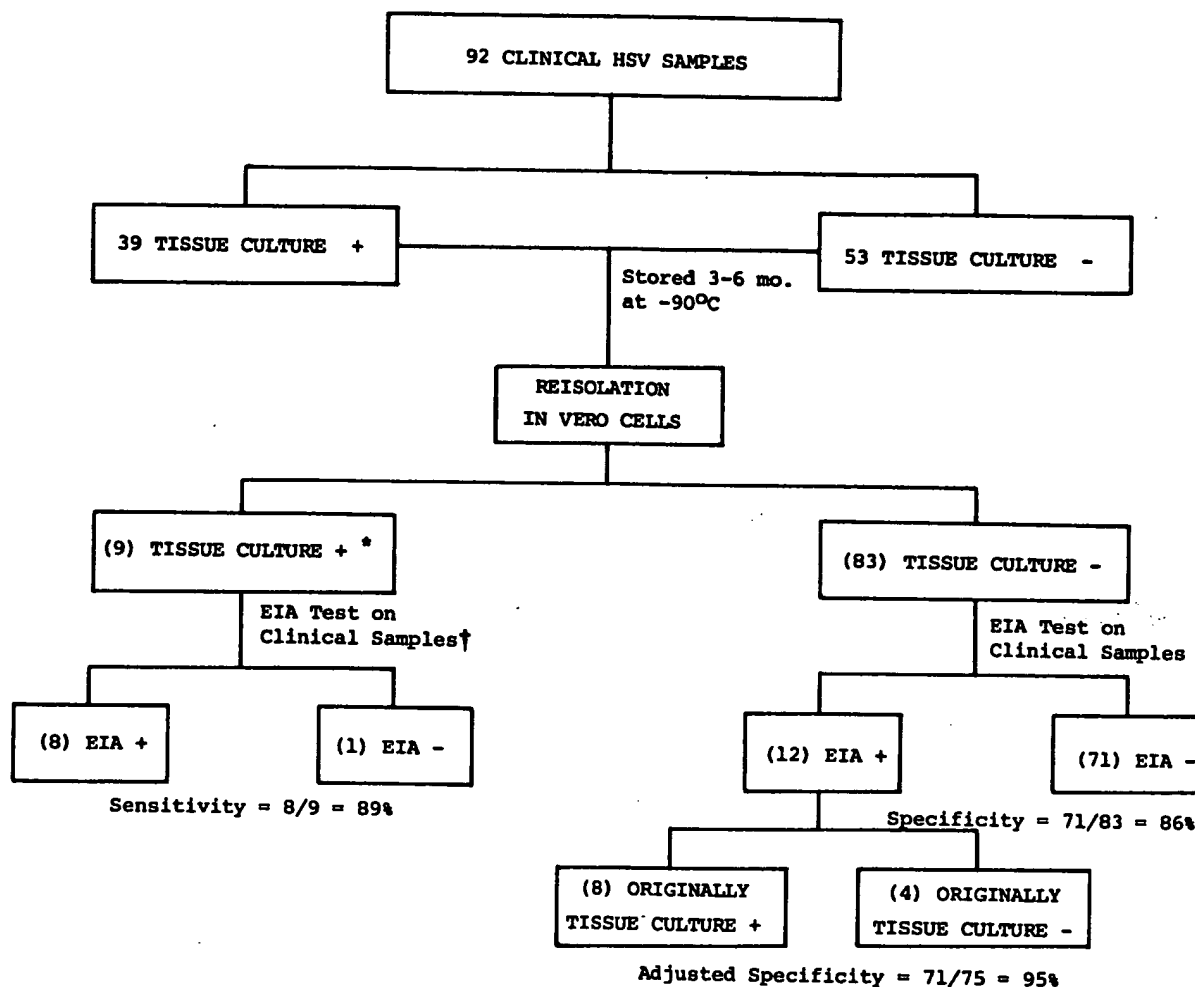 92 CLINICAL HSV SAMPLES
39 TISSUE CULTURE +
53 TISSUE CULTURE -
Stored 3-6 mo.
at -90°C
REISOLATION
IN VERO CELLS
(9) TISSUE CULTURE + *
(83) TISSUE CULTURE -
EIA Test on
Clinical Samples†
EIA Test on
Clinical Samples
(8) EIA +
(1) EIA -
(12) EIA +
(71) EIA -
Sensitivity = 8/9 = 89%
Specificity = 71/83 = 86%
(8) ORIGINALLY
TISSUE CULTURE +
(4) ORIGINALLY
TISSUE CULTURE -
Adjusted Specificity = 71/75 = 95%